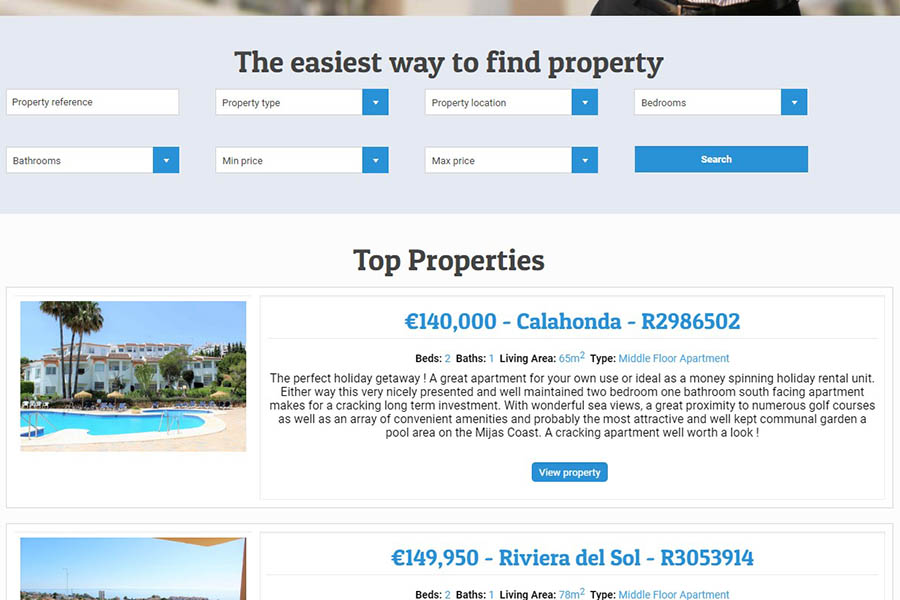 The easiest way to find property
Property reference
Property type
Property location
Bedrooms
Bathrooms
Min price
Max price
Search
Top Properties
€140,000 - Calahonda - R2986502
Beds: 2 Baths: 1 Living Area: 65m2 Type: Middle Floor Apartment
The perfect holiday getaway ! A great apartment for your own use or ideal as a money spinning holiday rental unit.
Either way this very nicely presented and well maintained two bedroom one bathroom south facing apartment
makes for a cracking long term investment. With wonderful sea views, a great proximity to numerous golf courses
as well as an array of convenient amenities and probably the most attractive and well kept communal garden a
pool area on the Mijas Coast. A cracking apartment well worth a look !
View property
€149,950 - Riviera del Sol - R3053914
Beds: 2 Baths: 1 Living Area: 78m2 Type: Middle Floor Apartment